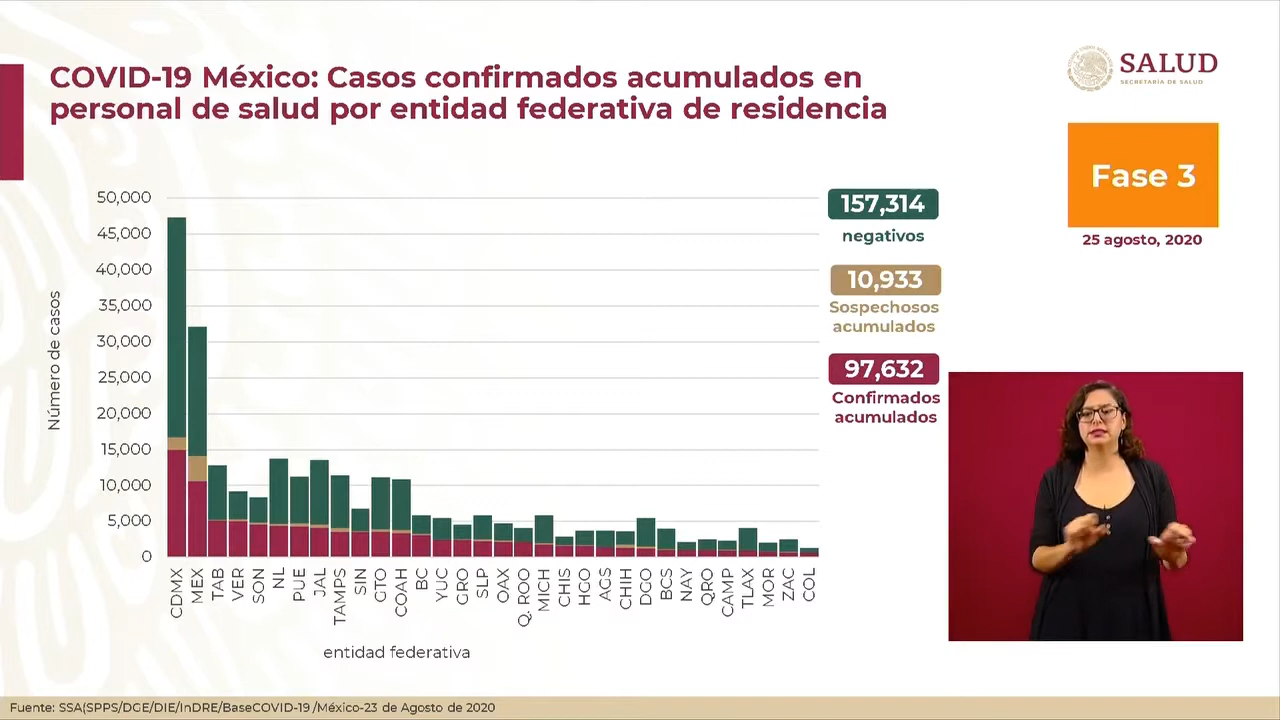 COVID-19 México: Casos confirmados acumulados en
personal de salud por entidad federativa de residencia
SALUD
SECRETARÍA DE SALUD
Fase 3
25 agosto, 2020
50,000
45,000
40,000
35,000
30,000
25,000
20,000
15,000
10,000
5,000
0
Número de casos
157,314
negativos
10,933
Sospechosos
acumulados
97,632
Confirmados
acumulados
CDMX
MEX
TAB
VER
SON
NL
PUE
JAL
TAMPS
SIN
GTO
COAH
BC
YUC
GRO
SLP
OAX
Q. ROO
MICH
CHIS
HGO
AGS
CHIH
DGO
BCS
NAY
QRO
CAMP
TLAX
MOR
ZAC
COL
entidad federativa
Fuente: SSA(SPPS/DGE/DIE/InDRE/BaseCOVID-19 /México-23 de Agosto de 2020